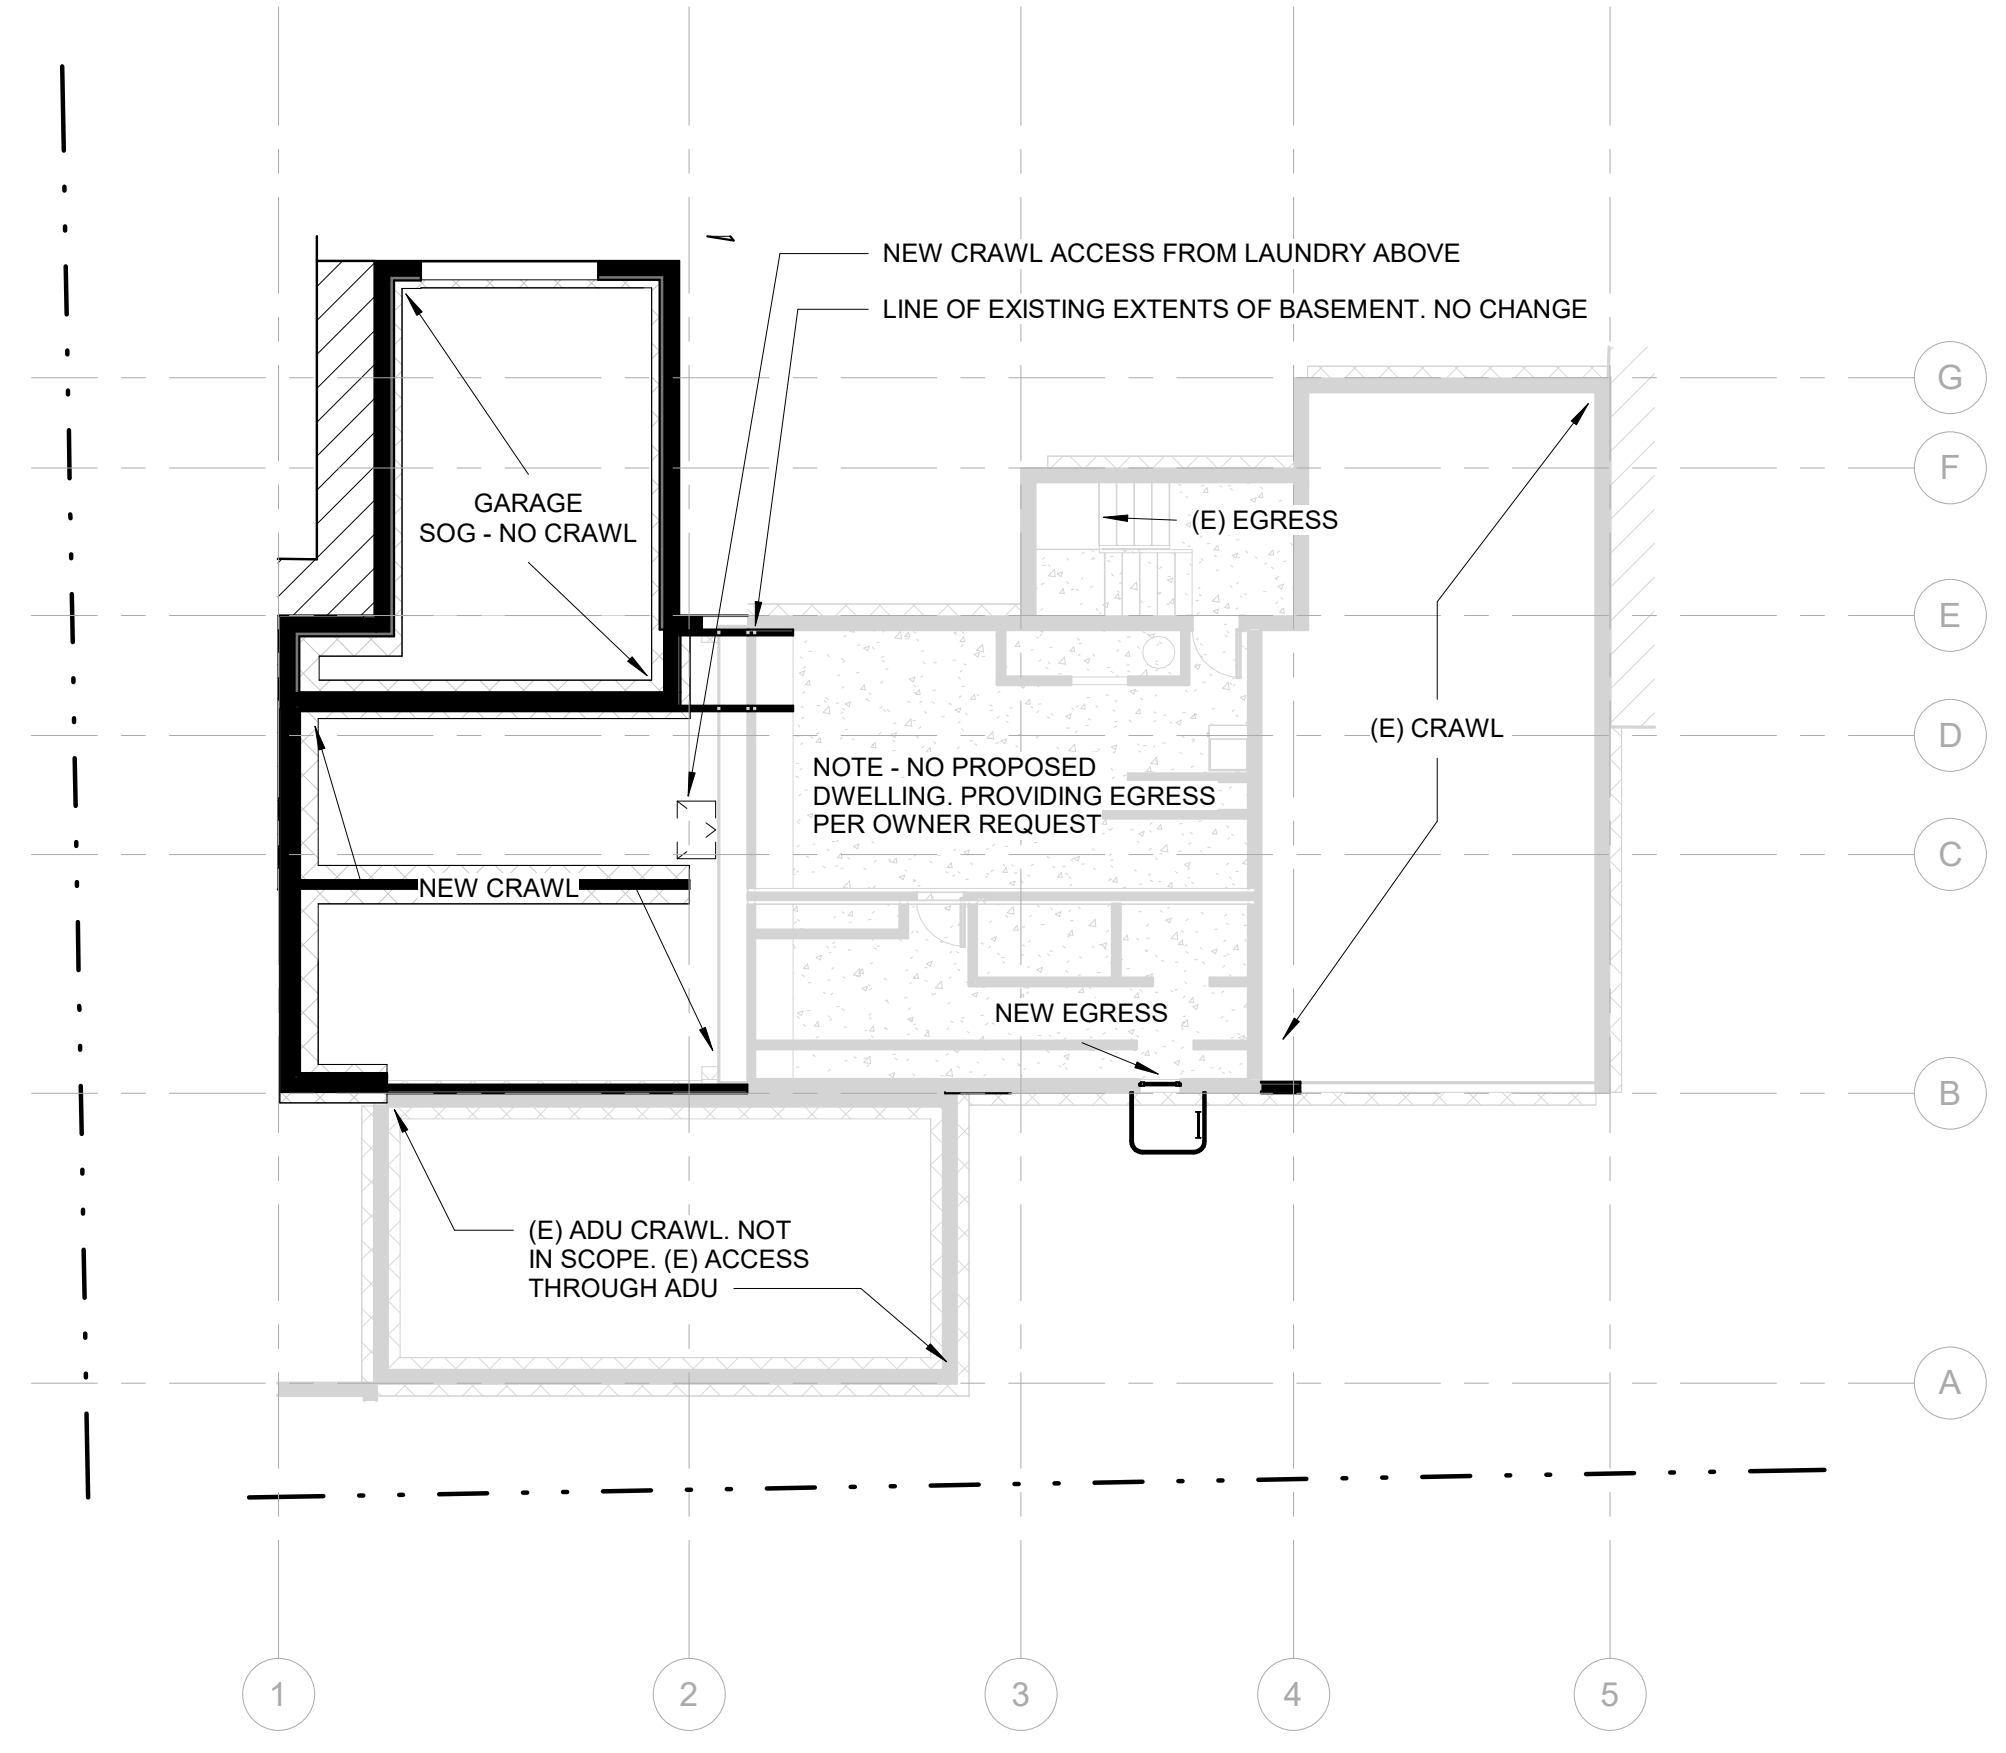 NEW CRAWL ACCESS FROM LAUNDRY ABOVE
LINE OF EXISTING EXTENTS OF BASEMENT. NO CHANGE
G
F
GARAGE
SOG - NO CRAWL
(E) EGRESS
E
(E) CRAWL
D
NOTE - NO PROPOSED
DWELLING. PROVIDING EGRESS
PER OWNER REQUEST
C
NEW CRAWL
NEW EGRESS
B
(E) ADU CRAWL. NOT
IN SCOPE. (E) ACCESS
THROUGH ADU
A
1
2
3
4
5